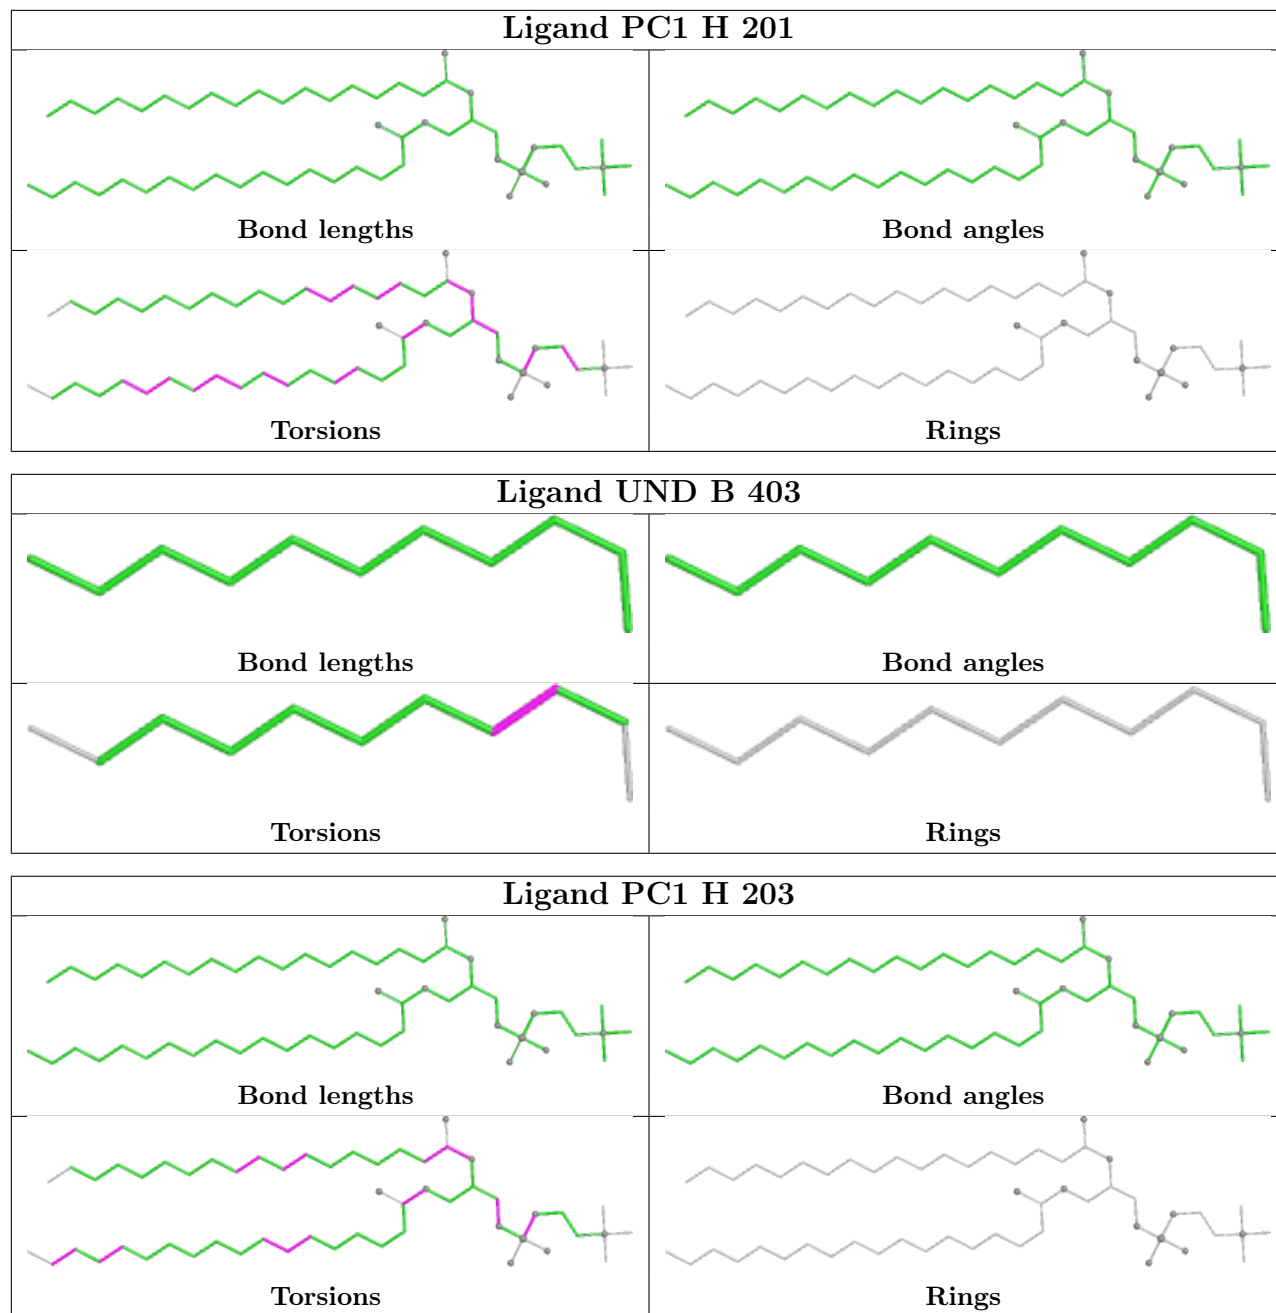 Ligand PC1 H 201
Bond lengths
Bond angles
Torsions
Rings
Ligand UND B 403
Bond lengths
Bond angles
Torsions
Rings
Ligand PC1 H 203
Bond lengths
Bond angles
Torsions
Rings